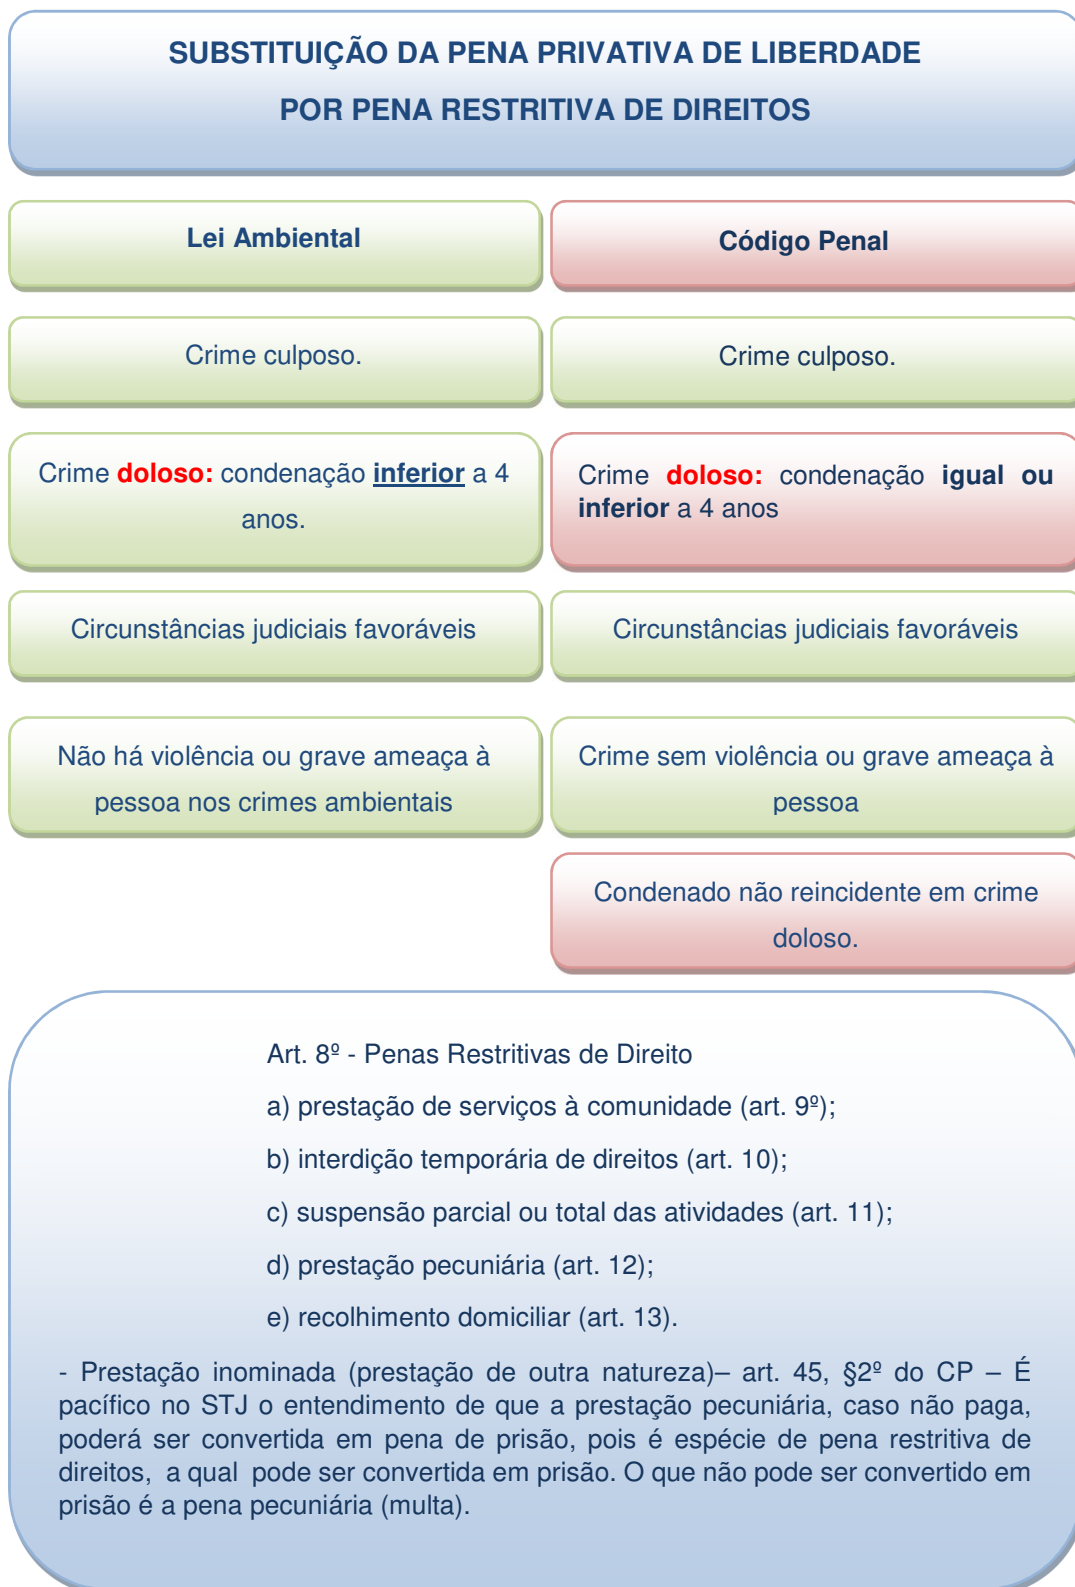 SUBSTITUIÇÃO DA PENA PRIVATIVA DE LIBERDADE
POR PENA RESTRITIVA DE DIREITOS
Lei Ambiental
Código Penal
Crime culposo.
Crime culposo.
Crime doloso: condenação inferior a 4
anos.
Crime doloso: condenação igual ou
inferior a 4 anos
Circunstâncias judiciais favoráveis
Circunstâncias judiciais favoráveis
Não há violência ou grave ameaça à
pessoa nos crimes ambientais
Crime sem violência ou grave ameaça à
pessoa
Condenado não reincidente em crime
doloso.
Art. 8º - Penas Restritivas de Direito
a) prestação de serviços à comunidade (art. 9º);
b) interdição temporária de direitos (art. 10);
c) suspensão parcial ou total das atividades (art. 11);
d) prestação pecuniária (art. 12);
e) recolhimento domiciliar (art. 13).
- Prestação inominada (prestação de outra natureza)– art. 45, §2º do CP – É
pacífico no STJ o entendimento de que a prestação pecuniária, caso não paga,
poderá ser convertida em pena de prisão, pois é espécie de pena restritiva de
direitos, a qual pode ser convertida em prisão. O que não pode ser convertido em
prisão é a pena pecuniária (multa).